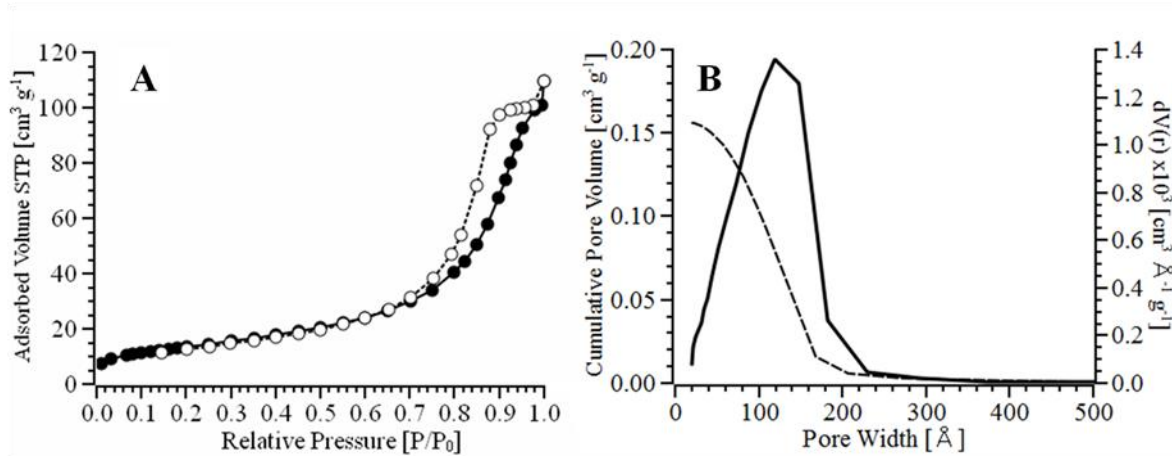 A
Adsorbed Volume STP [cm³ g⁻¹]
120
100
80
60
40
20
0
0.0 0.1 0.2 0.3 0.4 0.5 0.6 0.7 0.8 0.9 1.0
Relative Pressure [P/P₀]
B
Cumulative Pore Volume [cm³ g⁻¹]
0.20
0.15
0.10
0.05
0.00
0 100 200 300 400 500
Pore Width [Å]
1.4
1.2
1.0
0.8
0.6
0.4
0.2
0.0
dV(r) x10³ [cm³ Å⁻¹ g⁻¹]